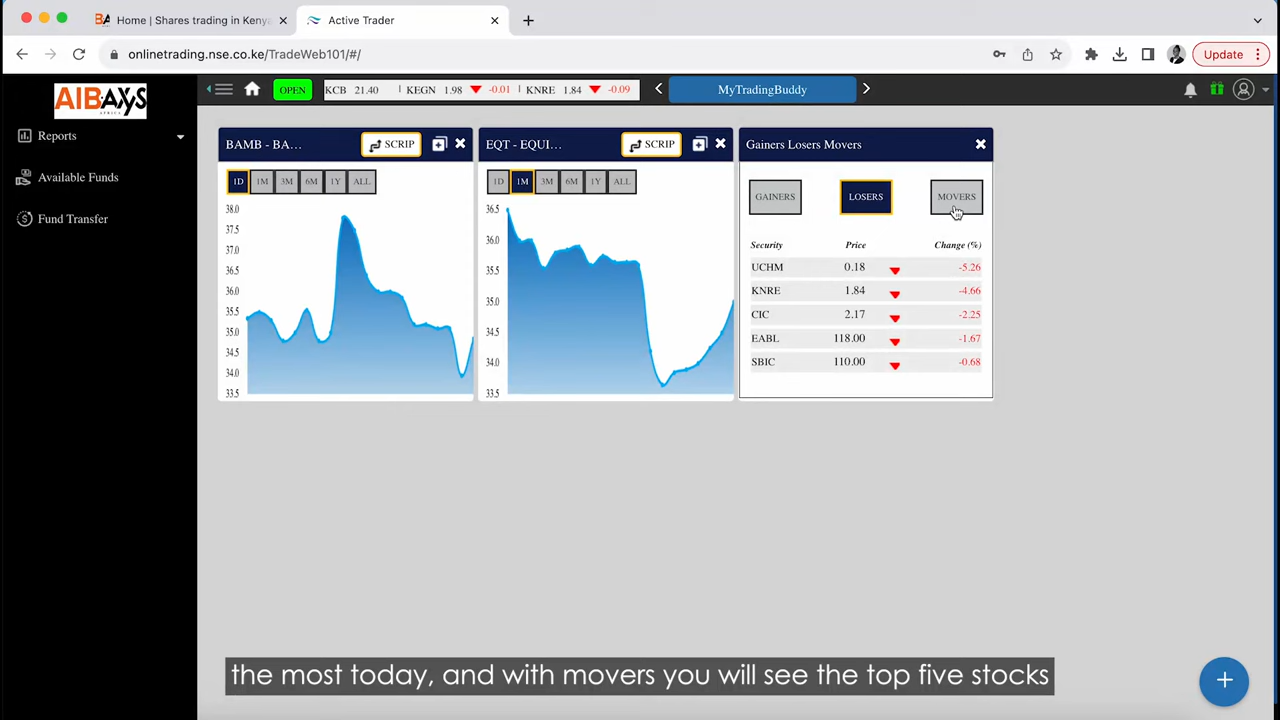 Home | Shares trading in Kenya
Active Trader
onlinetrading.nse.co.ke/TradeWeb101/#/
Update
AIBAXYS
AFRICA
OPEN
KCB 21.40 KEGN 1.98 -0.01 KNRE 1.84 -0.09
MyTradingBuddy
Reports
Available Funds
Fund Transfer
BAMB - BA...
SCRIP
1D 1M 3M 6M 1Y ALL
38.0
37.5
37.0
36.5
36.0
35.5
35.0
34.5
34.0
33.5
EQT - EQUI...
SCRIP
1D 1M 3M 6M 1Y ALL
36.5
36.0
35.5
35.0
34.5
34.0
33.5
Gainers Losers Movers
GAINERS LOSERS MOVERS
Security Price Change (%)
UCHM 0.18 -5.26
KNRE 1.84 -4.66
CIC 2.17 -2.25
EABL 118.00 -1.67
SBIC 110.00 -0.68
the most today, and with movers you will see the top five stocks